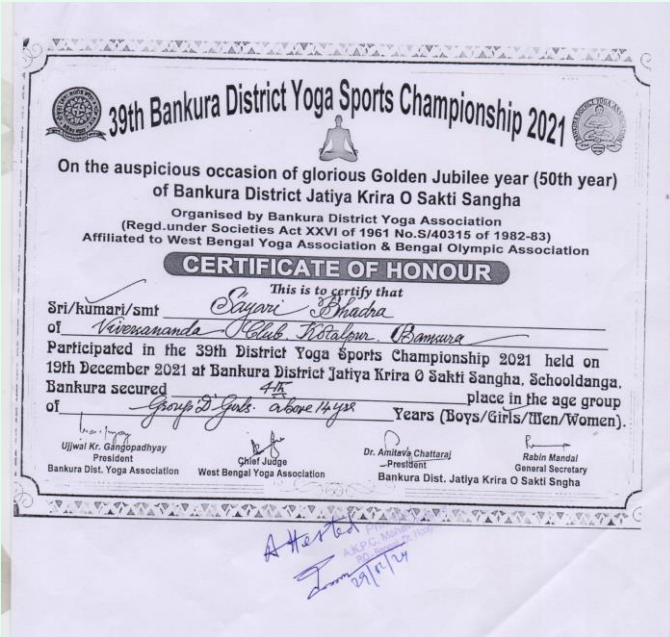 39th Bankura District Yoga Sports Championship 2021
On the auspicious occasion of glorious Golden Jubilee year (50th year)
of Bankura District Jatiya Krira O Sakti Sangha
Organised by Bankura District Yoga Association
(Regd.under Societies Act XXVI of 1961 No.S/40315 of 1982-83)
Affiliated to West Bengal Yoga Association & Bengal Olympic Association
CERTIFICATE OF HONOUR
This is to certify that
Sri/kumari/smt Sayari Bhadra
of Vivekananda Club, Kotalpur, Bankura
Participated in the 39th District Yoga Sports Championship 2021 held on
19th December 2021 at Bankura District Jatiya Krira O Sakti Sangha, Schooldanga.
Bankura secured 4th place in the age group
of Group 'D' Girls. above 14 yrs Years (Boys/Girls/Men/Women).
Ujjwal Kr. Gangopadhyay
President
Bankura Dist. Yoga Association
Chief Judge
West Bengal Yoga Association
Dr. Amitava Chattaraj
President
Rabin Mandal
General Secretary
Bankura Dist. Jatiya Krira O Sakti Sngha
Attested
A.K.P.C.